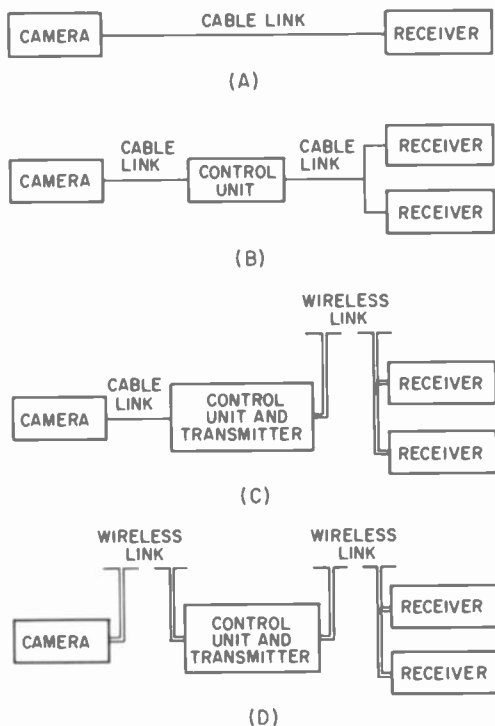 CABLE LINK
CAMERA
RECEIVER
(A)
CABLE
LINK
CABLE
LINK
RECEIVER
CAMERA
CONTROL
UNIT
RECEIVER
(B)
WIRELESS
LINK
CABLE
LINK
RECEIVER
CAMERA
CONTROL
UNIT AND
TRANSMITTER
RECEIVER
(C)
WIRELESS
LINK
WIRELESS
LINK
RECEIVER
CAMERA
CONTROL
UNIT AND
TRANSMITTER
RECEIVER
(D)